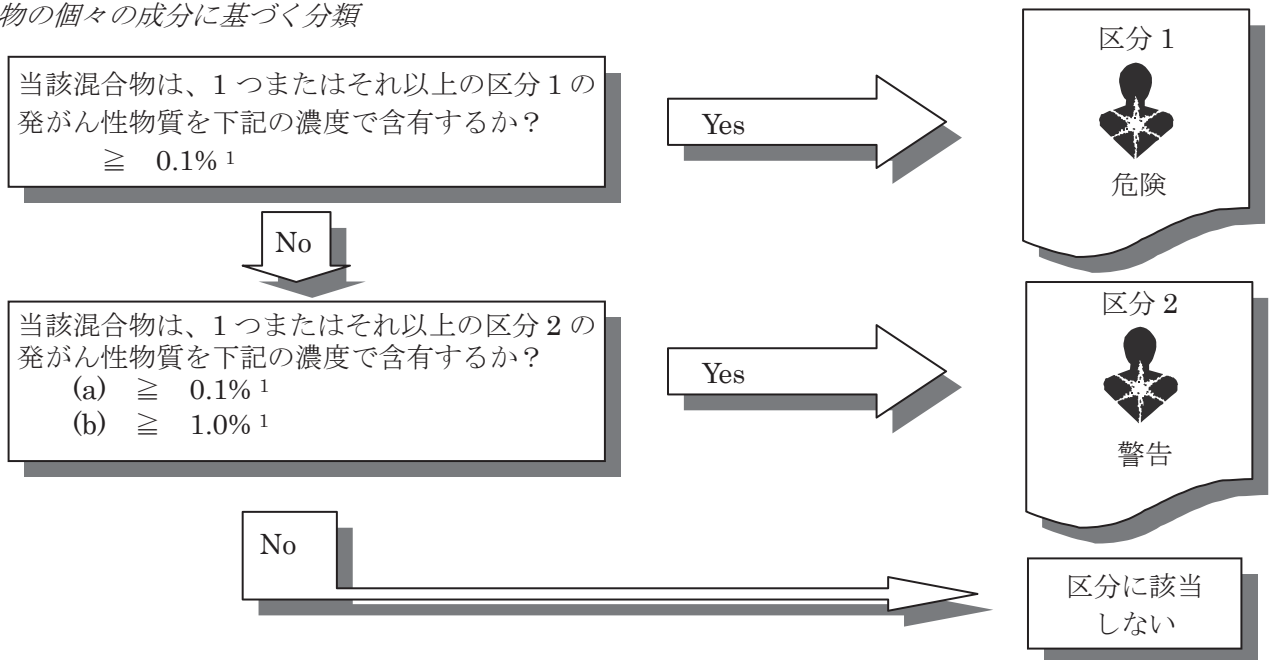 物の個々の成分に基づく分類
当該混合物は、1つまたはそれ以上の区分1の
発がん性物質を下記の濃度で含有するか?
≧ 0.1% 1
Yes
区分 1
危険
No
当該混合物は、1つまたはそれ以上の区分2の
発がん性物質を下記の濃度で含有するか?
(a) ≧ 0.1% 1
(b) ≧ 1.0% 1
Yes
区分 2
警告
No
区分に該当
しない